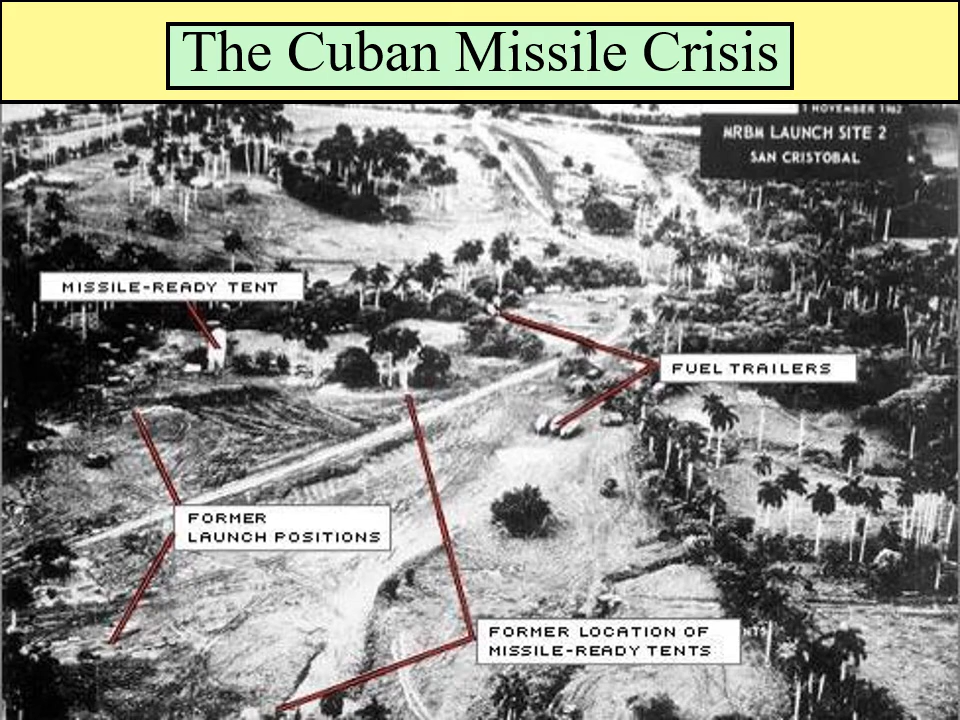 The Cuban Missile Crisis
1 NOVEMBER 1962
MRBM LAUNCH SITE 2
SAN CRISTOBAL
MISSILE-READY TENT
FUEL TRAILERS
FORMER
LAUNCH POSITIONS
FORMER LOCATION OF
MISSILE-READY TENTS